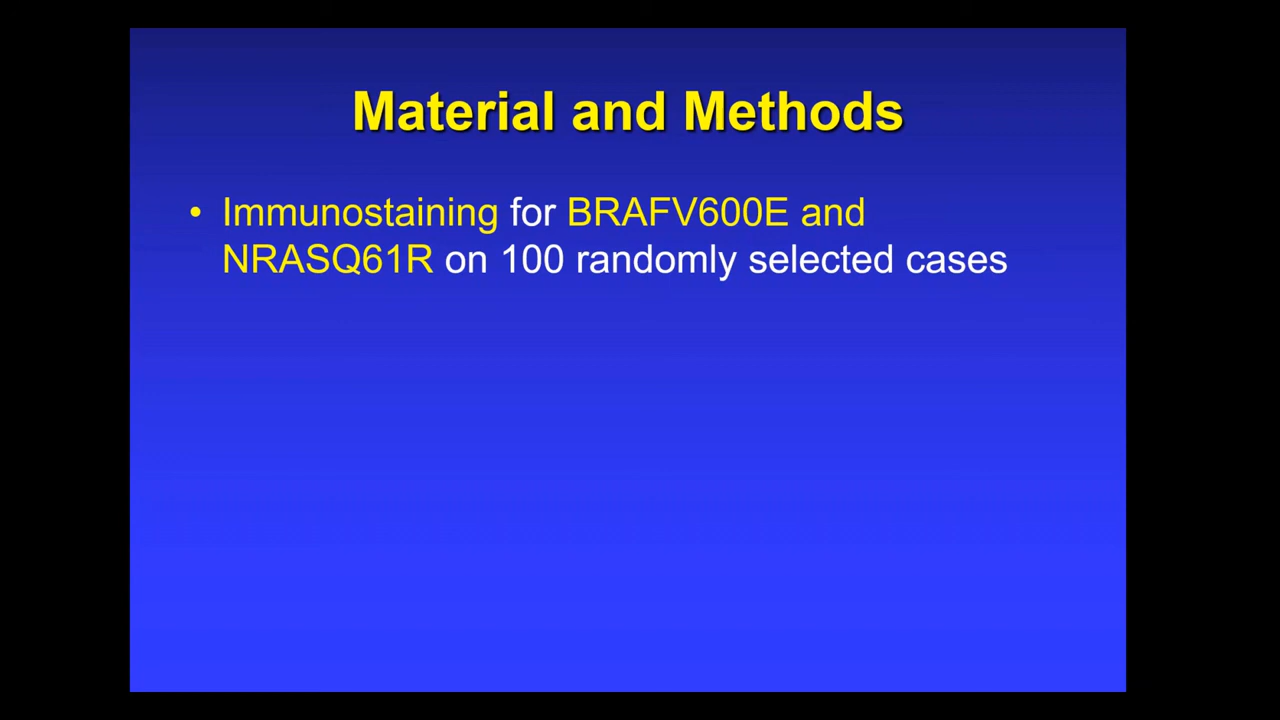 Material and Methods
• Immunostaining for BRAFV600E and
NRASQ61R on 100 randomly selected cases